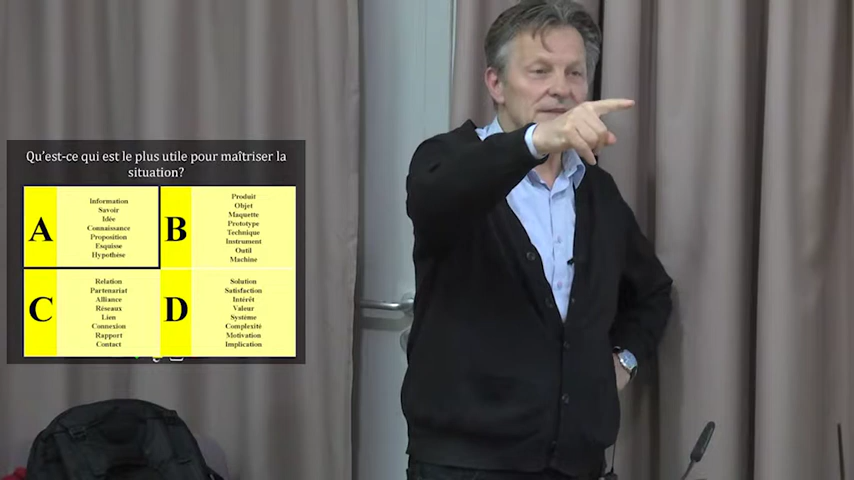 Qu'est-ce qui est le plus utile pour maîtriser la
situation?
A
Information
Savoir
Idée
Connaissance
Proposition
Esquisse
Hypothèse
B
Produit
Objet
Maquette
Prototype
Technique
Instrument
Outil
Machine
C
Relation
Partenariat
Alliance
Réseaux
Lien
Connexion
Rapport
Contact
D
Solution
Satisfaction
Intérêt
Valeur
Système
Complexité
Motivation
Implication